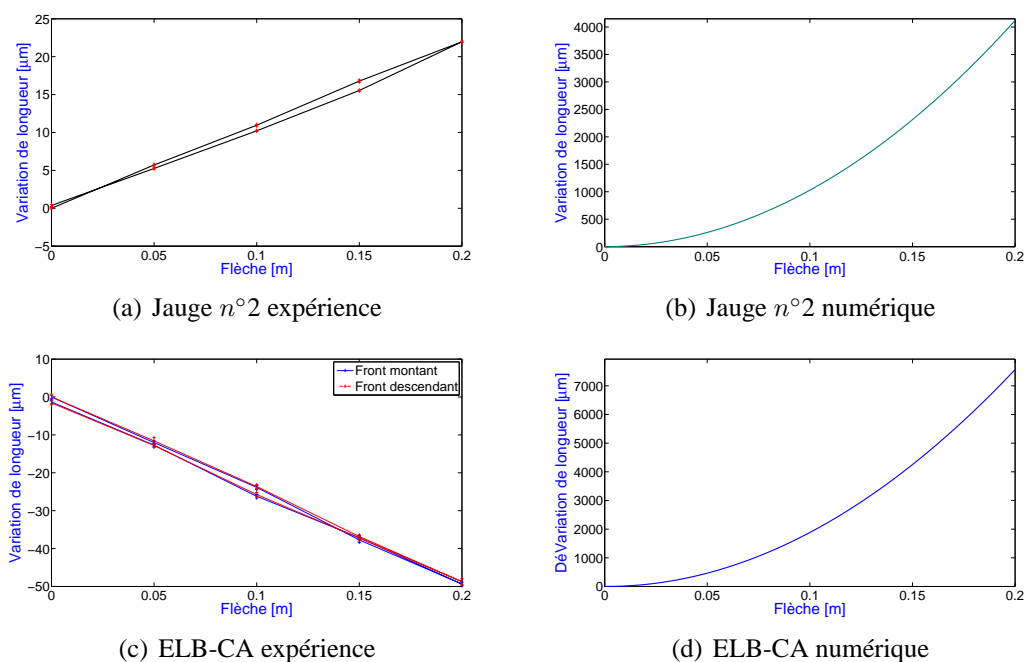 25
20
15
10
5
0
−5
0 0.05 0.1 0.15 0.2
Variation de longueur [µm]
Flèche [m]
(a) Jauge n°2 expérience
4000
3500
3000
2500
2000
1500
1000
500
0
0 0.05 0.1 0.15 0.2
Variation de longueur [µm]
Flèche [m]
(b) Jauge n°2 numérique
10
0
−10
−20
−30
−40
−50
0 0.05 0.1 0.15 0.2
Variation de longueur [µm]
Flèche [m]
Front montant
Front descendant
(c) ELB-CA expérience
7000
6000
5000
4000
3000
2000
1000
0
0 0.05 0.1 0.15 0.2
DéVariation de longueur [µm]
Flèche [m]
(d) ELB-CA numérique